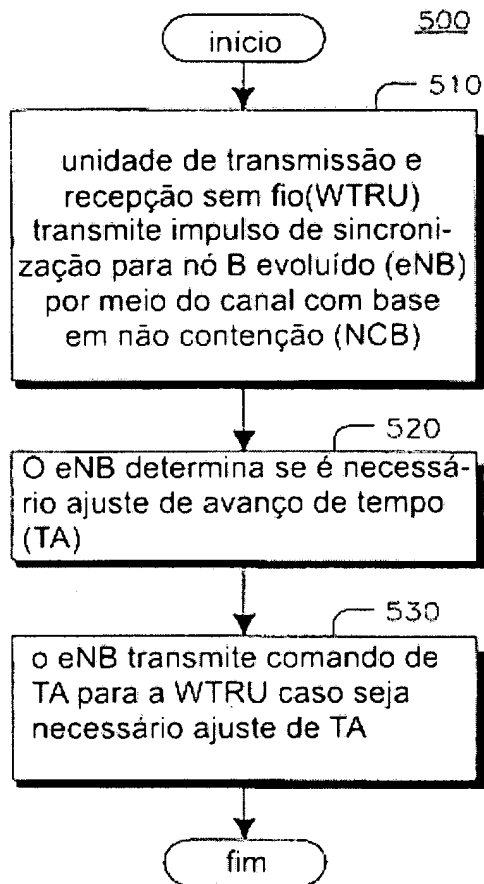 500
início
510
unidade de transmissão e
recepção sem fio(WTRU)
transmite impulso de sincroni-
zação para nó B evoluído (eNB)
por meio do canal com base
em não contenção (NCB)
520
O eNB determina se é necessá-
rio ajuste de avanço de tempo
(TA)
530
o eNB transmite comando de
TA para a WTRU caso seja
necessário ajuste de TA
fim